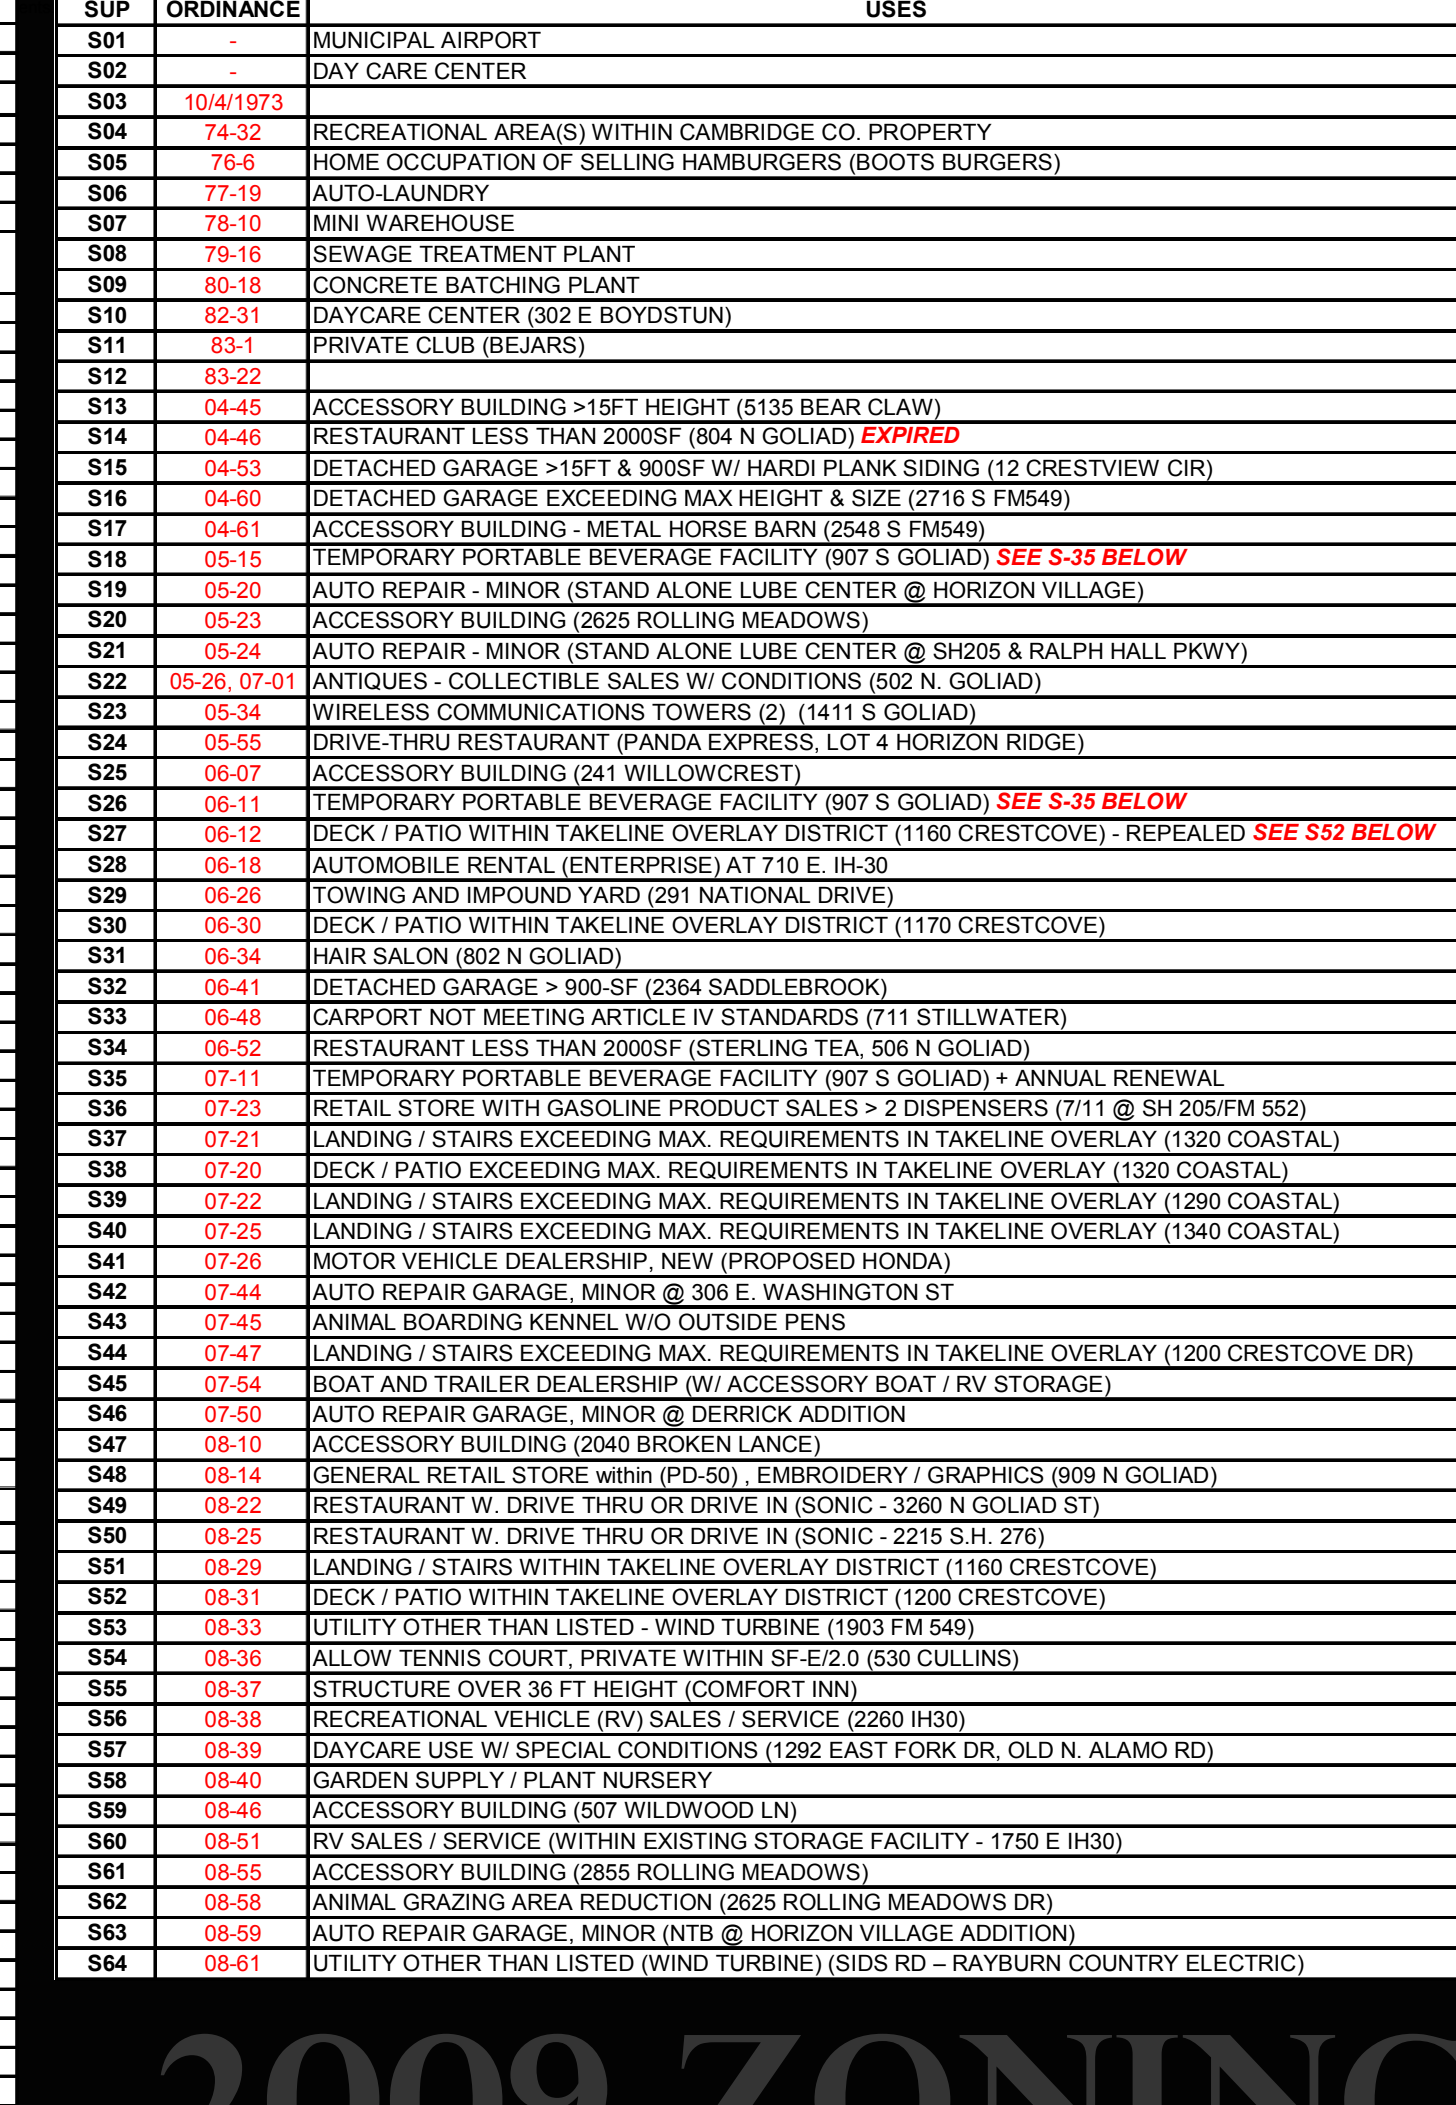 SUP ORDINANCE USES
S01 - MUNICIPAL AIRPORT
S02 - DAY CARE CENTER
S03 10/4/1973
S04 74-32 RECREATIONAL AREA(S) WITHIN CAMBRIDGE CO. PROPERTY
S05 76-6 HOME OCCUPATION OF SELLING HAMBURGERS (BOOTS BURGERS)
S06 77-19 AUTO-LAUNDRY
S07 78-10 MINI WAREHOUSE
S08 79-16 SEWAGE TREATMENT PLANT
S09 80-18 CONCRETE BATCHING PLANT
S10 82-31 DAYCARE CENTER (302 E BOYDSTUN)
S11 83-1 PRIVATE CLUB (BEJARS)
S12 83-22
S13 04-45 ACCESSORY BUILDING >15FT HEIGHT (5135 BEAR CLAW)
S14 04-46 RESTAURANT LESS THAN 2000SF (804 N GOLIAD) EXPIRED
S15 04-53 DETACHED GARAGE >15FT & 900SF W/ HARDI PLANK SIDING (12 CRESTVIEW CIR)
S16 04-60 DETACHED GARAGE EXCEEDING MAX HEIGHT & SIZE (2716 S FM549)
S17 04-61 ACCESSORY BUILDING - METAL HORSE BARN (2548 S FM549)
S18 05-15 TEMPORARY PORTABLE BEVERAGE FACILITY (907 S GOLIAD) SEE S-35 BELOW
S19 05-20 AUTO REPAIR - MINOR (STAND ALONE LUBE CENTER @ HORIZON VILLAGE)
S20 05-23 ACCESSORY BUILDING (2625 ROLLING MEADOWS)
S21 05-24 AUTO REPAIR - MINOR (STAND ALONE LUBE CENTER @ SH205 & RALPH HALL PKWY)
S22 05-26, 07-01 ANTIQUES - COLLECTIBLE SALES W/ CONDITIONS (502 N. GOLIAD)
S23 05-34 WIRELESS COMMUNICATIONS TOWERS (2) (1411 S GOLIAD)
S24 05-55 DRIVE-THRU RESTAURANT (PANDA EXPRESS, LOT 4 HORIZON RIDGE)
S25 06-07 ACCESSORY BUILDING (241 WILLOWCREST)
S26 06-11 TEMPORARY PORTABLE BEVERAGE FACILITY (907 S GOLIAD) SEE S-35 BELOW
S27 06-12 DECK / PATIO WITHIN TAKELINE OVERLAY DISTRICT (1160 CRESTCOVE) - REPEALED SEE S52 BELOW
S28 06-18 AUTOMOBILE RENTAL (ENTERPRISE) AT 710 E. IH-30
S29 06-26 TOWING AND IMPOUND YARD (291 NATIONAL DRIVE)
S30 06-30 DECK / PATIO WITHIN TAKELINE OVERLAY DISTRICT (1170 CRESTCOVE)
S31 06-34 HAIR SALON (802 N GOLIAD)
S32 06-41 DETACHED GARAGE > 900-SF (2364 SADDLEBROOK)
S33 06-48 CARPORT NOT MEETING ARTICLE IV STANDARDS (711 STILLWATER)
S34 06-52 RESTAURANT LESS THAN 2000SF (STERLING TEA, 506 N GOLIAD)
S35 07-11 TEMPORARY PORTABLE BEVERAGE FACILITY (907 S GOLIAD) + ANNUAL RENEWAL
S36 07-23 RETAIL STORE WITH GASOLINE PRODUCT SALES > 2 DISPENSERS (7/11 @ SH 205/FM 552)
S37 07-21 LANDING / STAIRS EXCEEDING MAX. REQUIREMENTS IN TAKELINE OVERLAY (1320 COASTAL)
S38 07-20 DECK / PATIO EXCEEDING MAX. REQUIREMENTS IN TAKELINE OVERLAY (1320 COASTAL)
S39 07-22 LANDING / STAIRS EXCEEDING MAX. REQUIREMENTS IN TAKELINE OVERLAY (1290 COASTAL)
S40 07-25 LANDING / STAIRS EXCEEDING MAX. REQUIREMENTS IN TAKELINE OVERLAY (1340 COASTAL)
S41 07-26 MOTOR VEHICLE DEALERSHIP, NEW (PROPOSED HONDA)
S42 07-44 AUTO REPAIR GARAGE, MINOR @ 306 E. WASHINGTON ST
S43 07-45 ANIMAL BOARDING KENNEL W/O OUTSIDE PENS
S44 07-47 LANDING / STAIRS EXCEEDING MAX. REQUIREMENTS IN TAKELINE OVERLAY (1200 CRESTCOVE DR)
S45 07-54 BOAT AND TRAILER DEALERSHIP (W/ ACCESSORY BOAT / RV STORAGE)
S46 07-50 AUTO REPAIR GARAGE, MINOR @ DERRICK ADDITION
S47 08-10 ACCESSORY BUILDING (2040 BROKEN LANCE)
S48 08-14 GENERAL RETAIL STORE within (PD-50) , EMBROIDERY / GRAPHICS (909 N GOLIAD)
S49 08-22 RESTAURANT W. DRIVE THRU OR DRIVE IN (SONIC - 3260 N GOLIAD ST)
S50 08-25 RESTAURANT W. DRIVE THRU OR DRIVE IN (SONIC - 2215 S.H. 276)
S51 08-29 LANDING / STAIRS WITHIN TAKELINE OVERLAY DISTRICT (1160 CRESTCOVE)
S52 08-31 DECK / PATIO WITHIN TAKELINE OVERLAY DISTRICT (1200 CRESTCOVE)
S53 08-33 UTILITY OTHER THAN LISTED - WIND TURBINE (1903 FM 549)
S54 08-36 ALLOW TENNIS COURT, PRIVATE WITHIN SF-E/2.0 (530 CULLINS)
S55 08-37 STRUCTURE OVER 36 FT HEIGHT (COMFORT INN)
S56 08-38 RECREATIONAL VEHICLE (RV) SALES / SERVICE (2260 IH30)
S57 08-39 DAYCARE USE W/ SPECIAL CONDITIONS (1292 EAST FORK DR, OLD N. ALAMO RD)
S58 08-40 GARDEN SUPPLY / PLANT NURSERY
S59 08-46 ACCESSORY BUILDING (507 WILDWOOD LN)
S60 08-51 RV SALES / SERVICE (WITHIN EXISTING STORAGE FACILITY - 1750 E IH30)
S61 08-55 ACCESSORY BUILDING (2855 ROLLING MEADOWS)
S62 08-58 ANIMAL GRAZING AREA REDUCTION (2625 ROLLING MEADOWS DR)
S63 08-59 AUTO REPAIR GARAGE, MINOR (NTB @ HORIZON VILLAGE ADDITION)
S64 08-61 UTILITY OTHER THAN LISTED (WIND TURBINE) (SIDS RD – RAYBURN COUNTRY ELECTRIC)
2009 ZONING